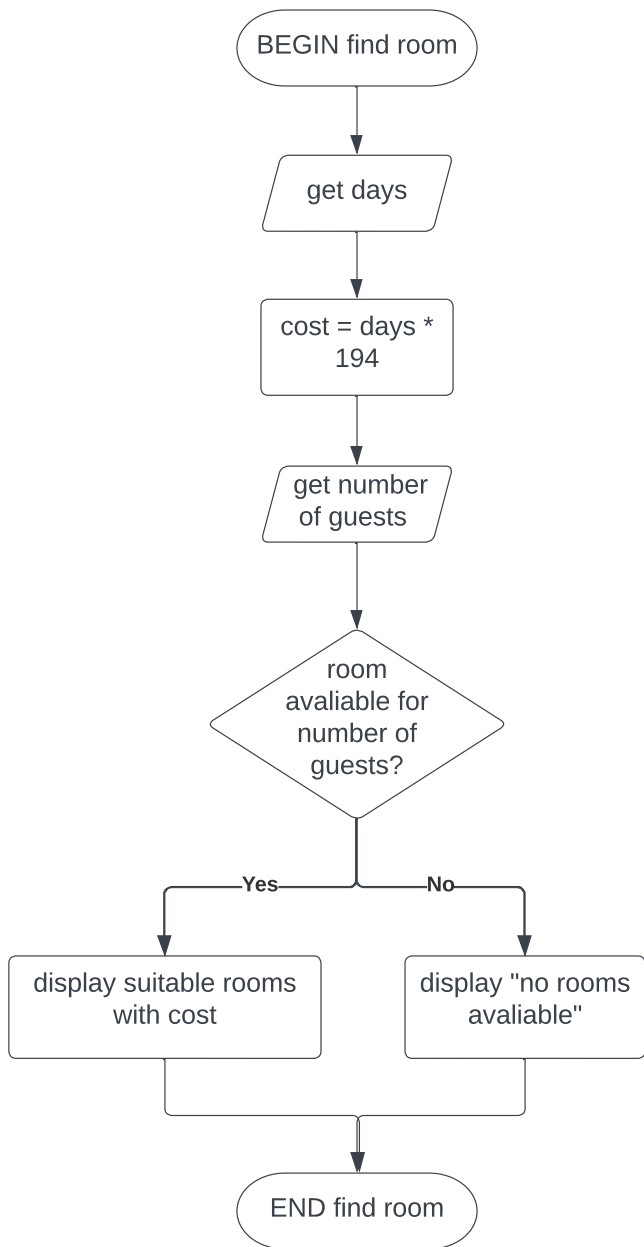 BEGIN find room
get days
cost = days *
194
get number
of guests
room
avaliable for
number of
guests?
Yes
No
display suitable rooms
with cost
display "no rooms
avaliable"
END find room